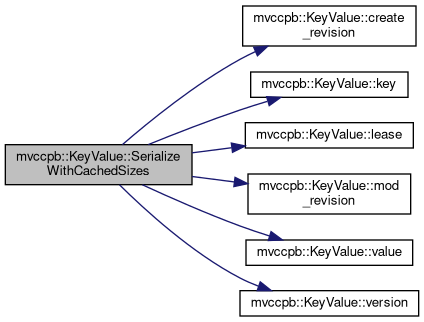 mvccpb::KeyValue::create
_revision
mvccpb::KeyValue::key
mvccpb::KeyValue::lease
mvccpb::KeyValue::Serialize
WithCachedSizes
mvccpb::KeyValue::mod
_revision
mvccpb::KeyValue::value
mvccpb::KeyValue::version